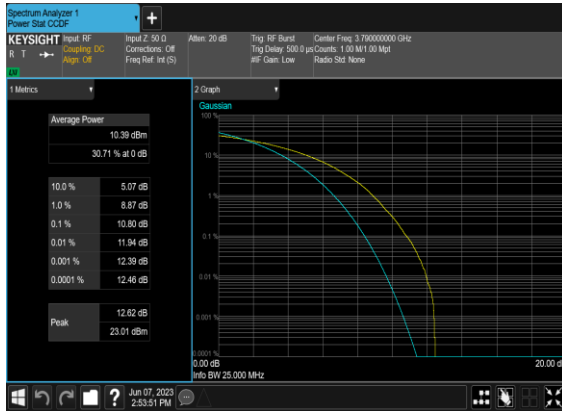 Spectrum Analyzer 1
Power Stat CCDF
KEYSIGHT
R T
LU
Input: RF
Coupling: DC
Align: Off
Input Z: 50 Ω
Corrections: Off
Freq Ref: Int (S)
Atten: 20 dB
Trig: RF Burst
Trig Delay: 500.0 µs
#IF Gain: Low
Center Freq: 3.790000000 GHz
Counts: 1.00 M/1.00 Mpt
Radio Std: None
1 Metrics
Average Power
10.39 dBm
30.71 % at 0 dB
10.0 % 5.07 dB
1.0 % 8.87 dB
0.1 % 10.80 dB
0.01 % 11.94 dB
0.001 % 12.39 dB
0.0001 % 12.46 dB
Peak
12.62 dB
23.01 dBm
2 Graph
Gaussian
100 %
10 %
1 %
0.1 %
0.01 %
0.001 %
0.0001 %
0.00 dB
20.00 d
Info BW 25.000 MHz
?
Jun 07, 2023
2:53:51 PM